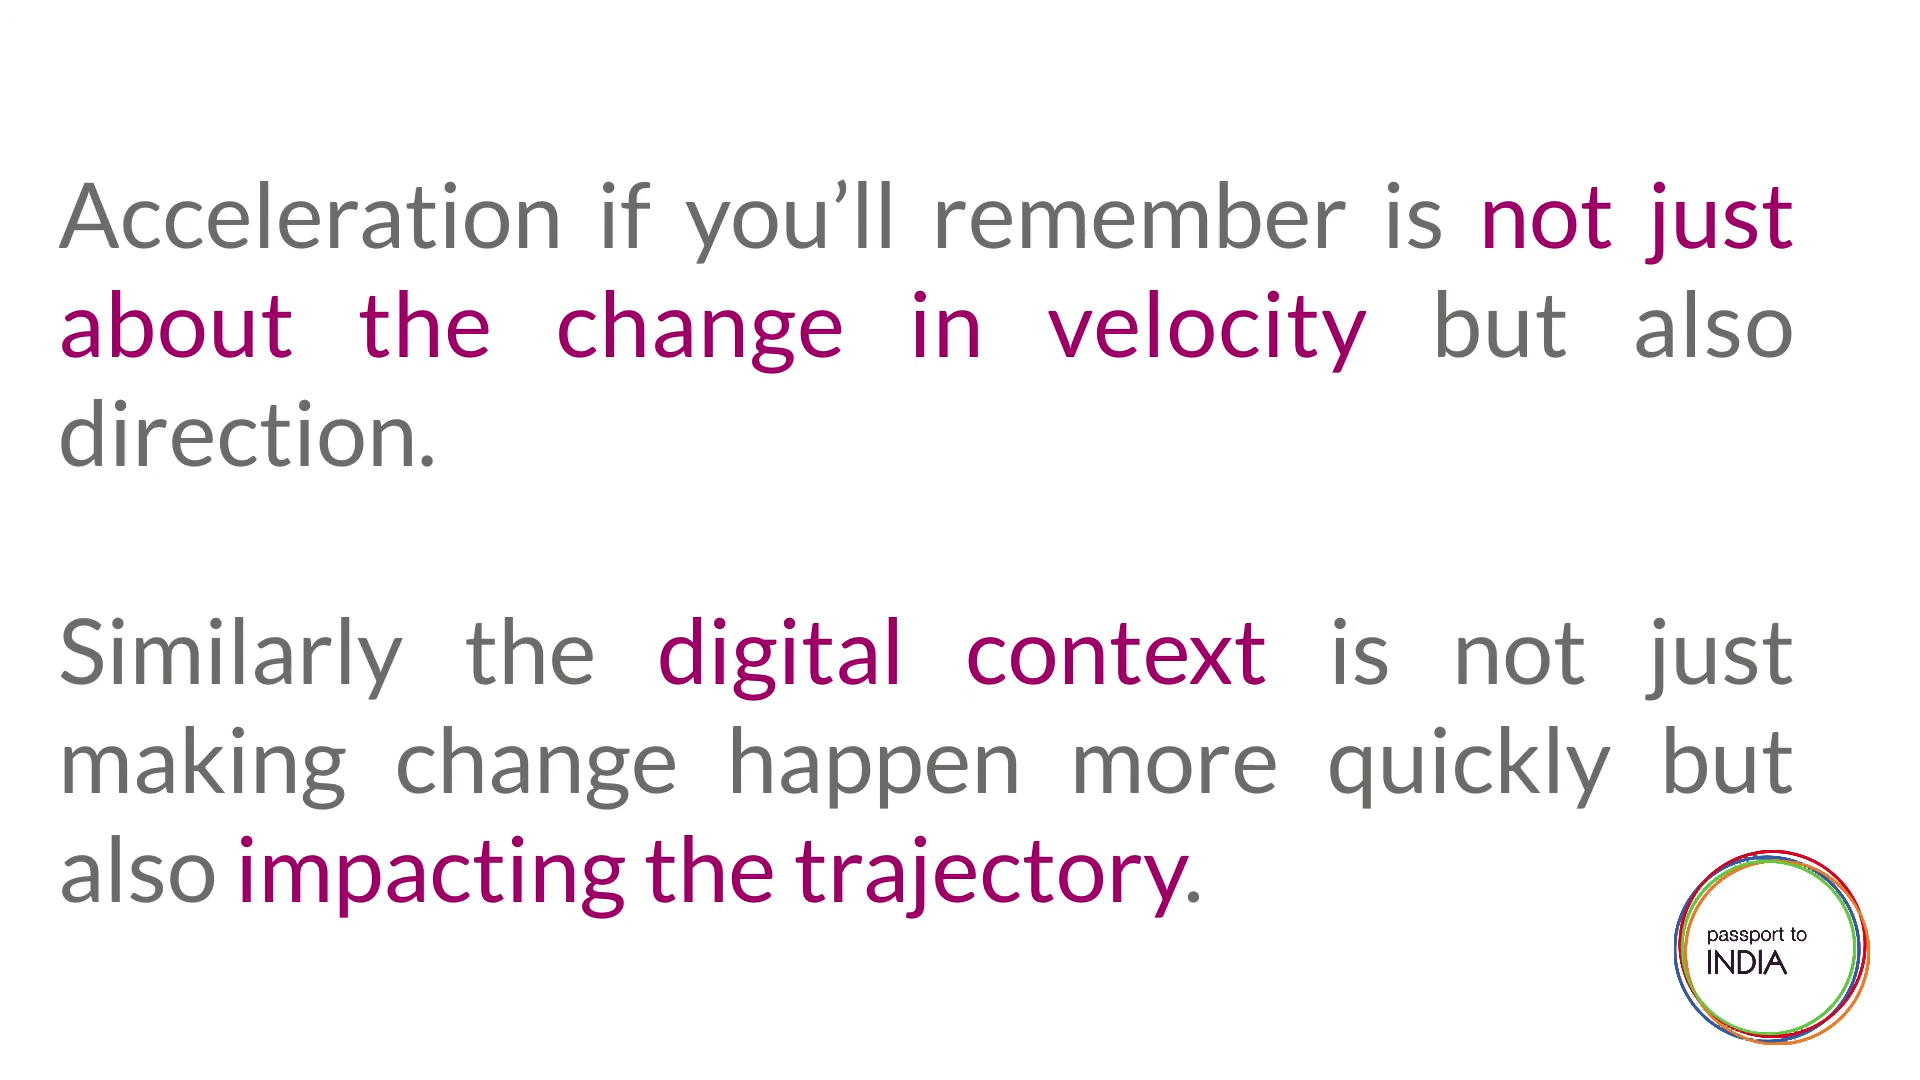 Acceleration if you’ll remember is not just
about the change in velocity but also
direction.
Similarly the digital context is not just
making change happen more quickly but
also impacting the trajectory.
passport to
INDIA